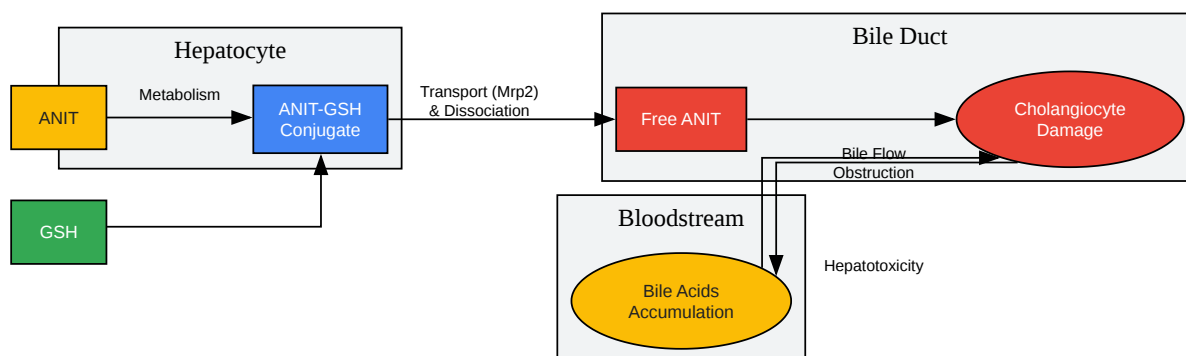 Hepatocyte
Bile Duct
ANIT
Metabolism
ANIT-GSH
Conjugate
Transport (Mrp2)
& Dissociation
Free ANIT
Cholangiocyte
Damage
Bile Flow
Obstruction
GSH
Bloodstream
Hepatotoxicity
Bile Acids
Accumulation